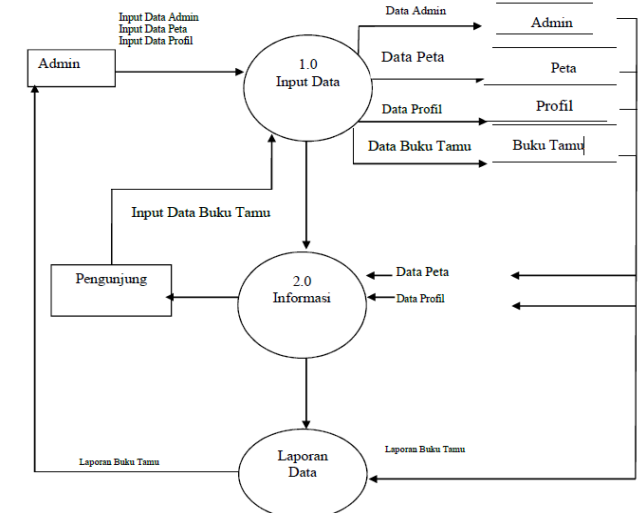 Input Data Admin
Input Data Peta
Input Data Profil
Data Admin
Admin
Admin
1.0
Input Data
Data Peta
Peta
Data Profil
Profil
Data Buku Tamu
Buku Tamu
Input Data Buku Tamu
Pengunjung
2.0
Informasi
Data Peta
Data Profil
Laporan Buku Tamu
Laporan
Data
Laporan Buku Tamu